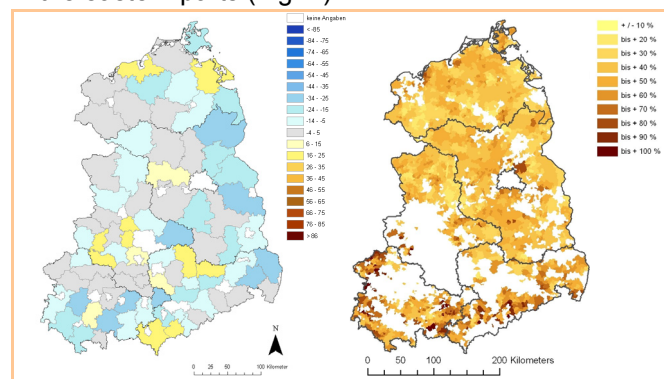 keine Angaben
<-85
-84 - -75
-74 - -65
-64 - -55
-54 - -45
-44 - -35
-34 - -25
-24 - -15
-14 - -5
-4 - 5
6 - 15
16 - 25
26 - 35
36 - 45
46 - 55
56 - 65
66 - 75
76 - 85
>86
N
0 25 50 100 Kilometer
+ / - 10 %
bis + 20 %
bis + 30 %
bis + 40 %
bis + 50 %
bis + 60 %
bis + 70 %
bis + 80 %
bis + 90 %
bis + 100 %
0 50 100 200 Kilometers